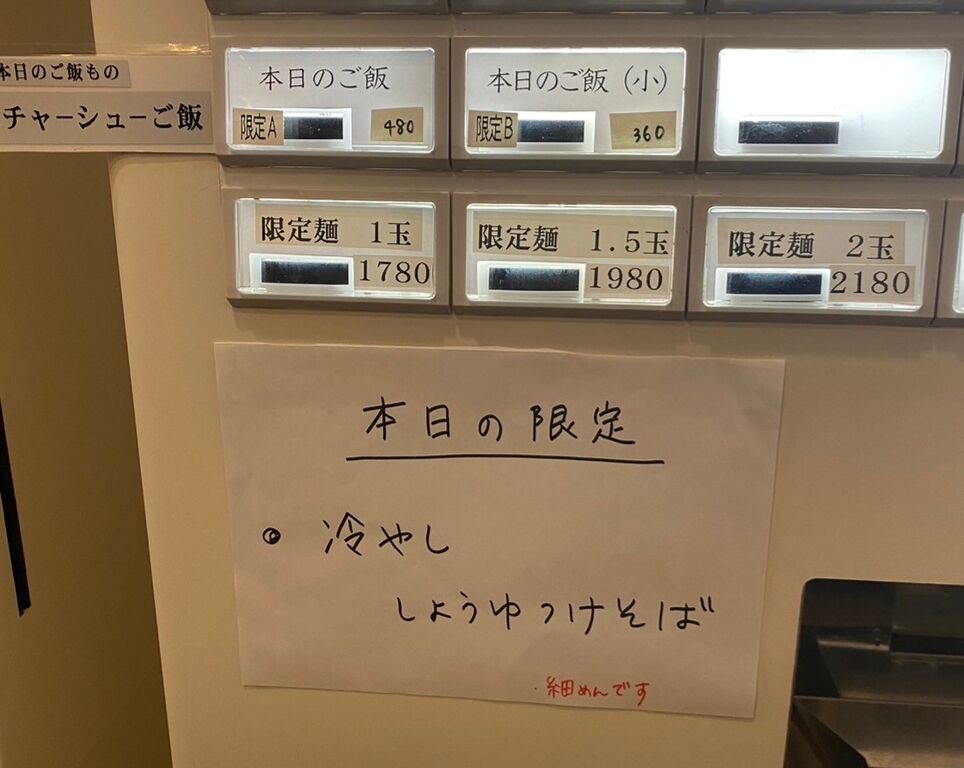 本日のご飯もの
チャーシューご飯
本日のご飯
限定A 480
本日のご飯(小)
限定B 360
限定麺 1玉
1780
限定麺 1.5玉
1980
限定麺 2玉
2180
本日の限定
◎ 冷やし
しょうゆつけそば
・細めんです